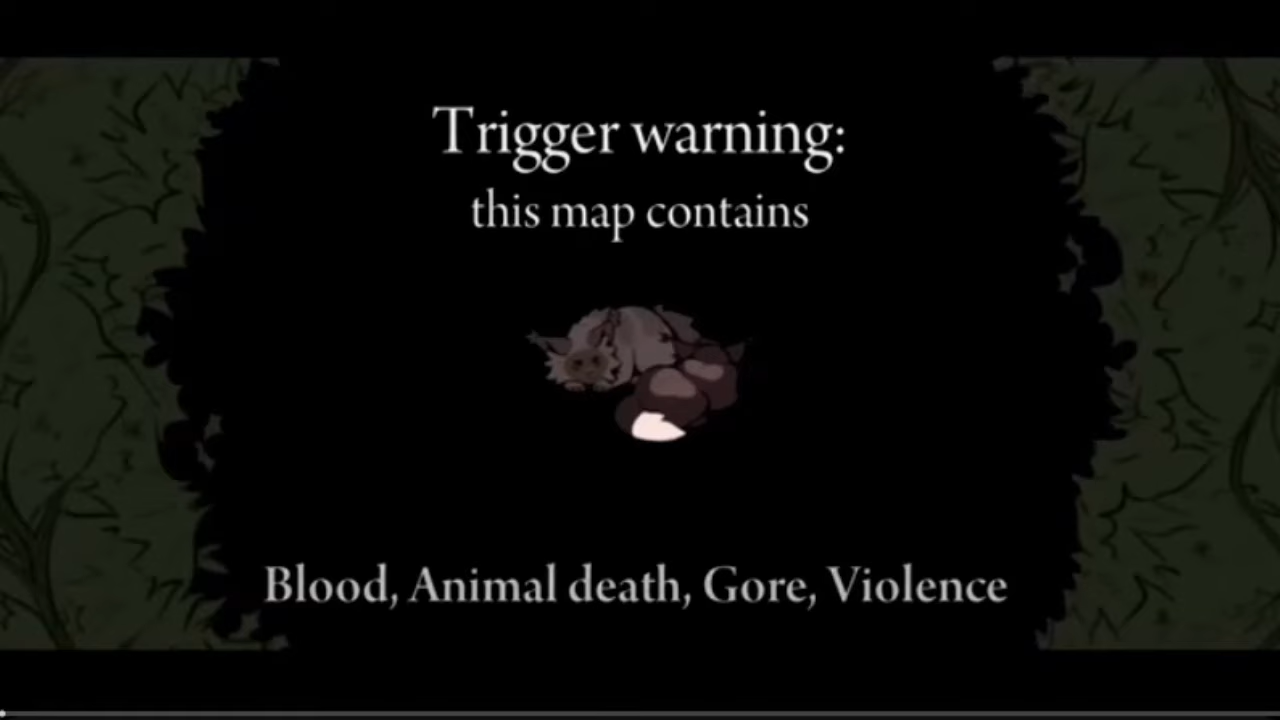 Trigger warning:
this map contains
Blood, Animal death, Gore, Violence